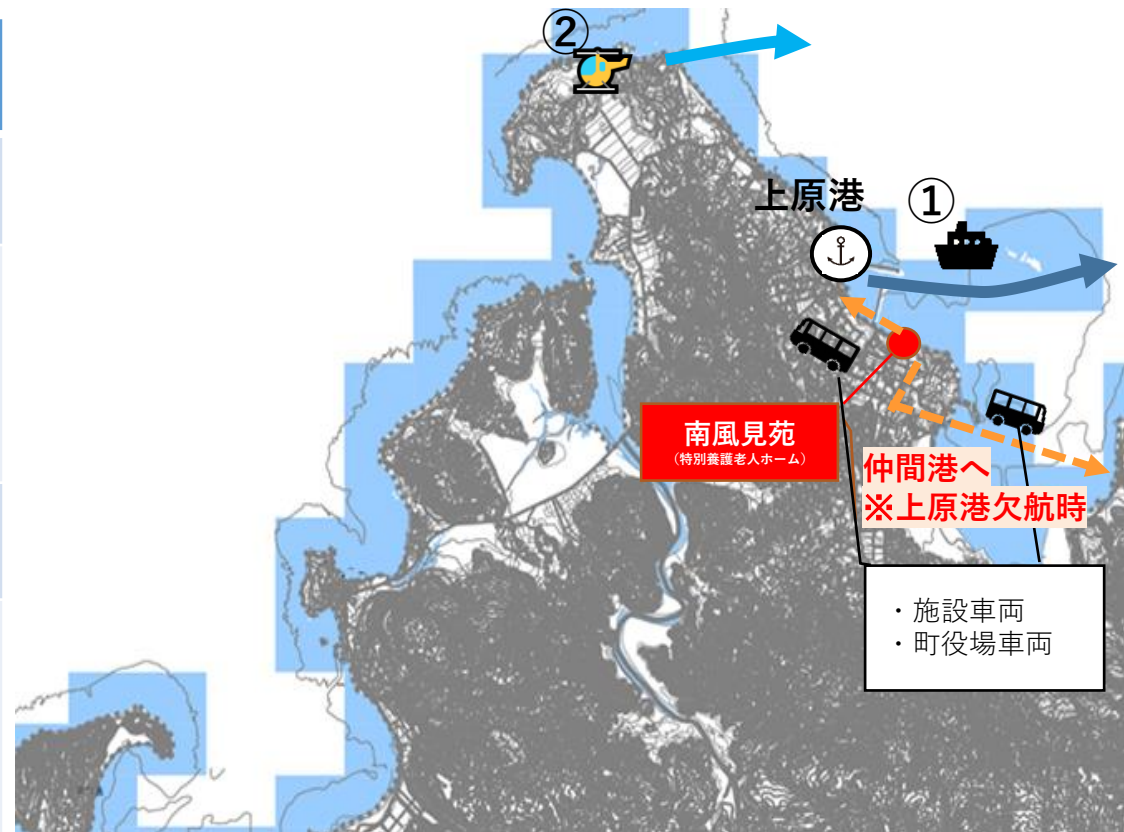 ②
上原港
①
南風見苑
（特別養護老人ホーム）
仲間港へ
※上原港欠航時
・施設車両
・町役場車両